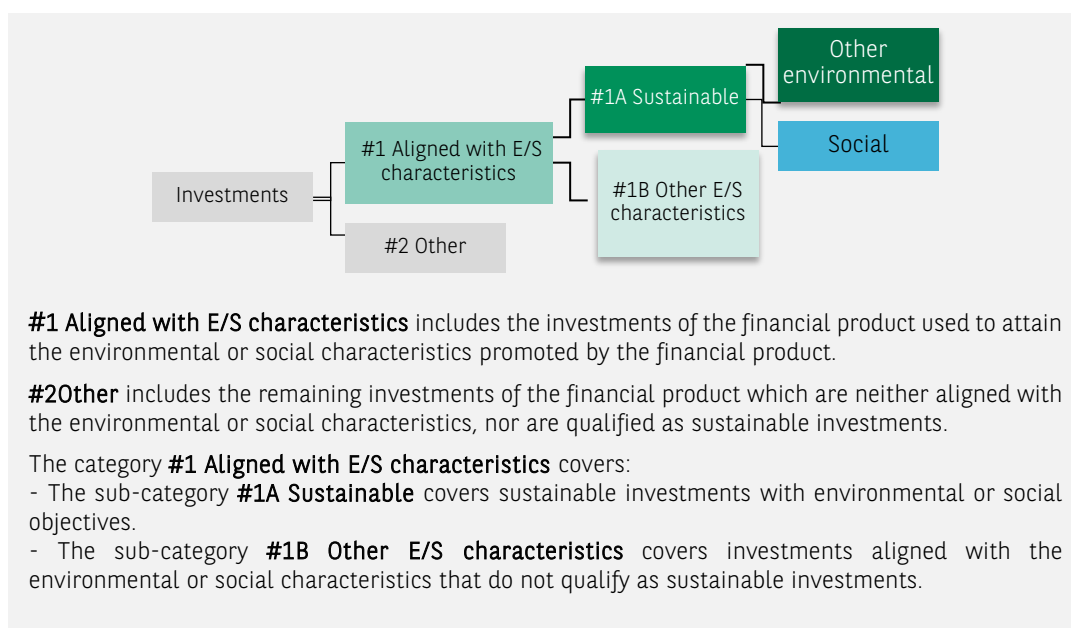 Other
environmental
#1A Sustainable
Social
#1 Aligned with E/S
characteristics
#1B Other E/S
characteristics
Investments
#2 Other
#1 Aligned with E/S characteristics includes the investments of the financial product used to attain
the environmental or social characteristics promoted by the financial product.
#2Other includes the remaining investments of the financial product which are neither aligned with
the environmental or social characteristics, nor are qualified as sustainable investments.
The category #1 Aligned with E/S characteristics covers:
- The sub-category #1A Sustainable covers sustainable investments with environmental or social
objectives.
- The sub-category #1B Other E/S characteristics covers investments aligned with the
environmental or social characteristics that do not qualify as sustainable investments.